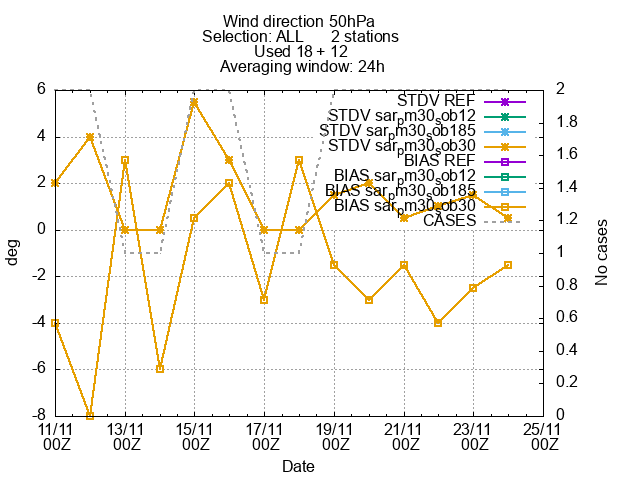 Wind direction 50hPa
Selection: ALL 2 stations
Used 18 + 12
Averaging window: 24h
6
4
2
0
-2
-4
-6
-8
deg
2
1.8
1.6
1.4
1.2
1
0.8
0.6
0.4
0.2
0
No cases
STDV REF
STDV sar_pm30_sob12
STDV sar_pm30_sob185
STDV sar_pm30_sob30
BIAS REF
BIAS sar_pm30_sob12
BIAS sar_pm30_sob185
BIAS sar_pm30_sob30
CASES
11/11 13/11 15/11 17/11 19/11 21/11 23/11 25/11
00Z 00Z 00Z 00Z 00Z 00Z 00Z 00Z
Date